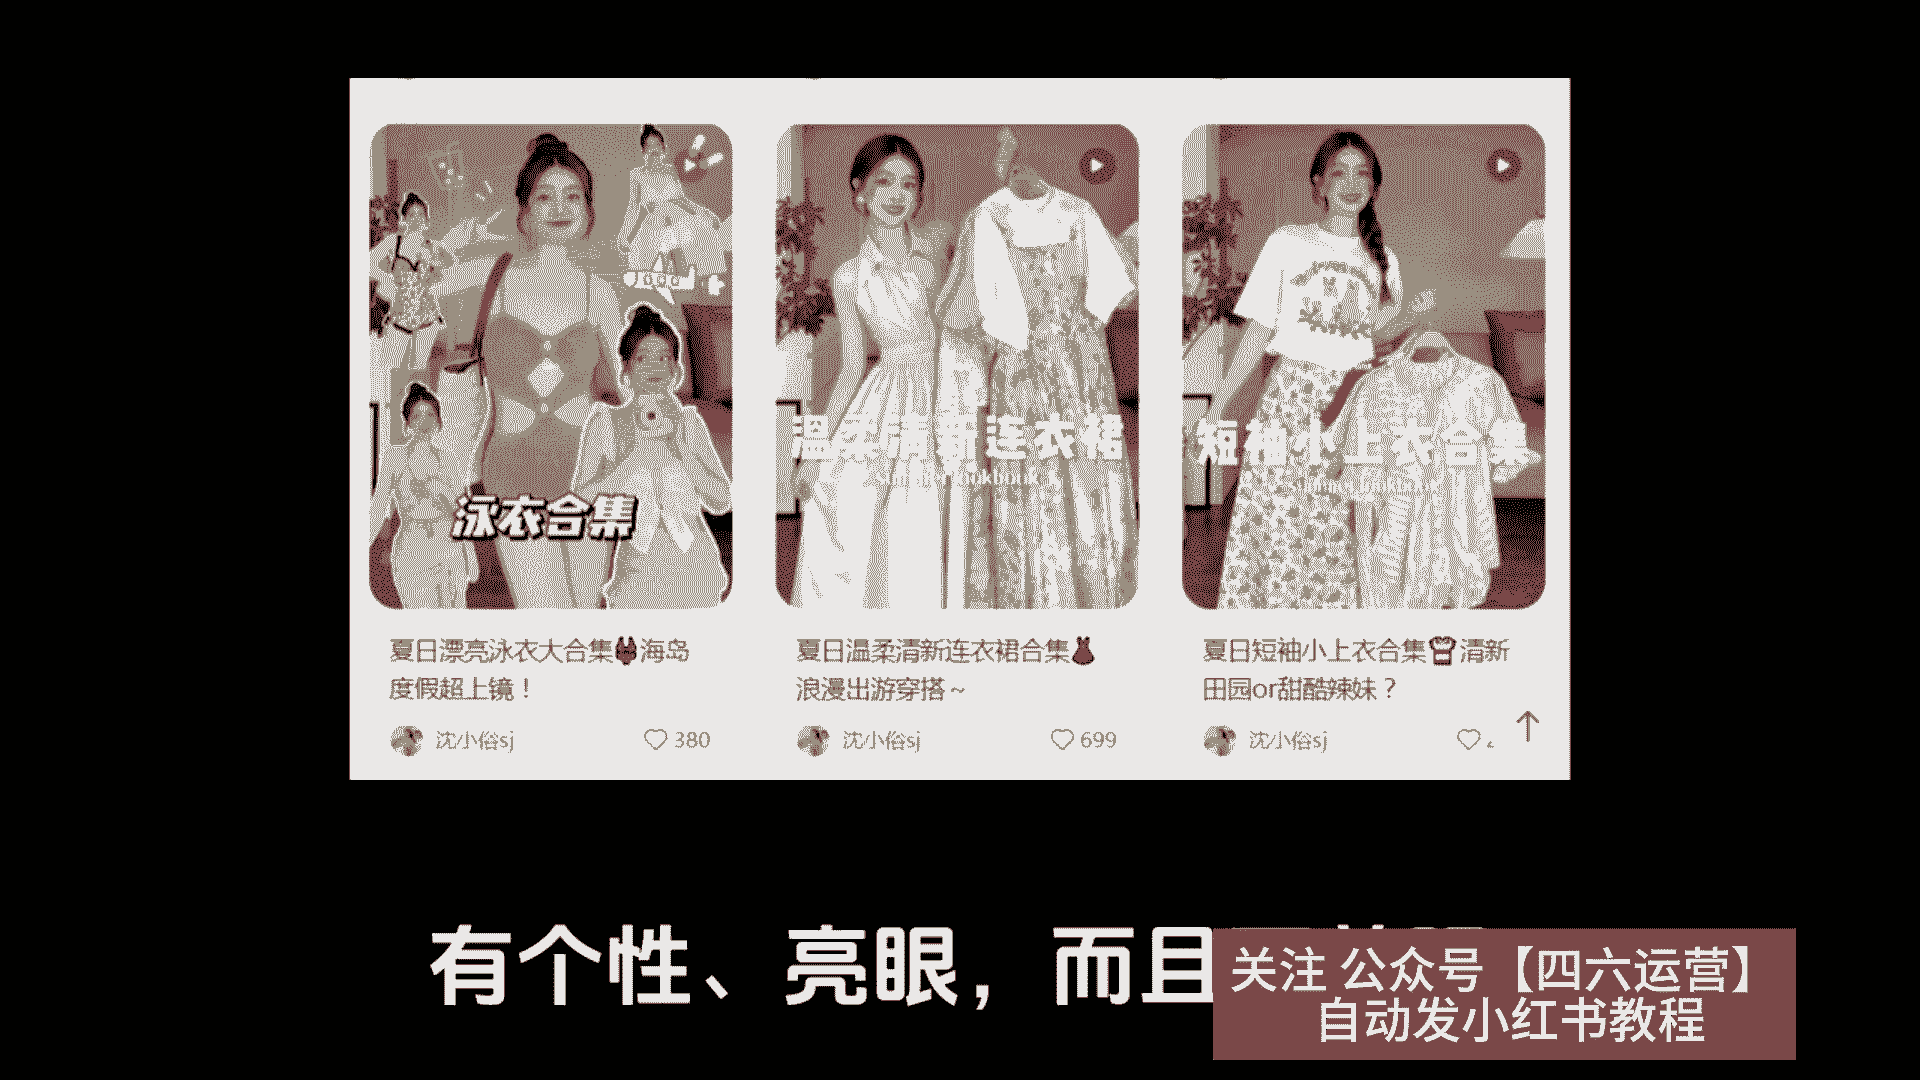 泳衣合集
温柔清新连衣裙
summer lookbook
短袖小上衣合集
夏日漂亮泳衣大合集👙海岛
度假超上镜！
沈小俗sj
380
夏日温柔清新连衣裙合集👗
浪漫出游穿搭～
沈小俗sj
699
夏日短袖小上衣合集👚清新
田园or甜酷辣妹？
沈小俗sj
有个性、亮眼，而且
关注 公众号【四六运营】
自动发小红书教程